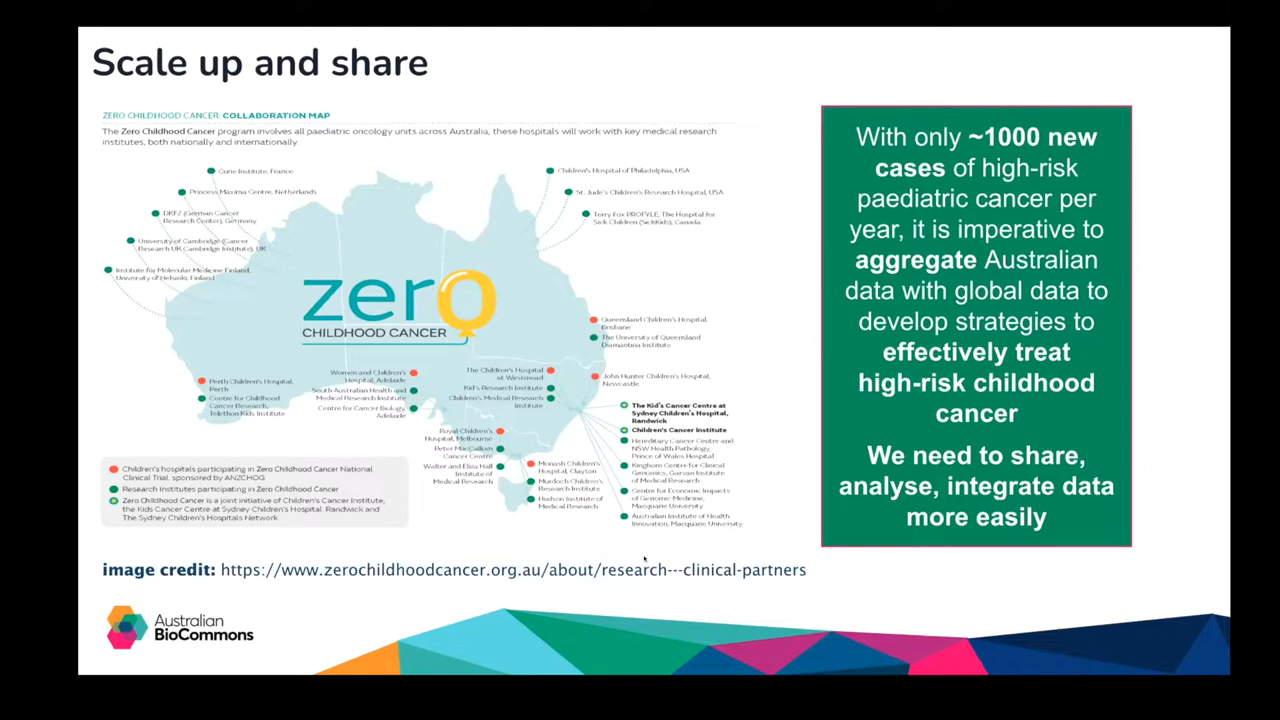 Scale up and share
ZERO CHILDHOOD CANCER: COLLABORATION MAP
The Zero Childhood Cancer program involves all paediatric oncology units across Australia, these hospitals will work with key medical research
institutes, both nationally and internationally.
Curie Institute, France
Princess Maxima Centre, Netherlands
DKFZ (German Cancer
Research Center), Germany
University of Cambridge (Cancer
Research UK Cambridge Institute), UK
Institute for Molecular Medicine Finland,
University of Helsinki, Finland
Children's Hospital of Philadelphia, USA
St. Jude's Children's Research Hospital, USA
Terry Fox PROFYLE, The Hospital for
Sick Children (SickKids), Canada
zero
CHILDHOOD CANCER
Queensland Children's Hospital,
Brisbane
The University of Queensland
Diamantina Institute
John Hunter Children's Hospital,
Newcastle
Perth Children's Hospital,
Perth
Centre for Childhood
Cancer Research,
Telethon Kids Institute
Women and Children's
Hospital, Adelaide
South Australian Health and
Medical Research Institute
Centre for Cancer Biology,
Adelaide
The Children's Hospital
at Westmead
Kid's Research Institute
Children's Medical Research
Institute
Royal Children's
Hospital, Melbourne
Peter MacCallum
Cancer Centre
Walter and Eliza Hall
Institute of
Medical Research
Monash Children's
Hospital, Clayton
Murdoch Children's
Research Institute
Hudson Institute of
Medical Research
The Kid's Cancer Centre at
Sydney Children's Hospital,
Randwick
Children's Cancer Institute
Hereditary Cancer Centre and
NSW Health Pathology,
Prince of Wales Hospital
Kinghorn Centre for Clinical
Genomics, Garvan Institute
of Medical Research
Centre for Economic Impacts
of Genomic Medicine,
Macquarie University
Australian Institute of Health
Innovation, Macquarie University
Children's hospitals participating in Zero Childhood Cancer National
Clinical Trial, sponsored by ANZCHOG
Research Institutes participating in Zero Childhood Cancer
Zero Childhood Cancer is a joint initiative of Children's Cancer Institute,
the Kids Cancer Centre at Sydney Children's Hospital, Randwick and
The Sydney Children's Hospitals Network
image credit: https://www.zerochildhoodcancer.org.au/about/research---clinical-partners
With only ~1000 new
cases of high-risk
paediatric cancer per
year, it is imperative to
aggregate Australian
data with global data to
develop strategies to
effectively treat
high-risk childhood
cancer
We need to share,
analyse, integrate data
more easily
Australian
BioCommons